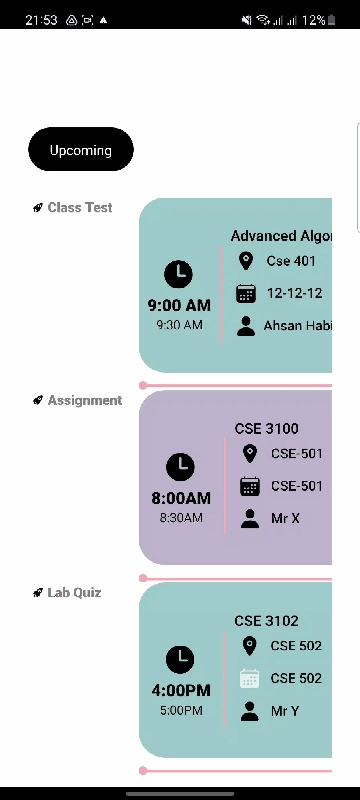 21:53 12%
Upcoming
Class Test
Advanced Algor
Cse 401
9:00 AM
12-12-12
9:30 AM
Ahsan Habi
Assignment
CSE 3100
CSE-501
8:00AM
CSE-501
8:30AM
Mr X
Lab Quiz
CSE 3102
CSE 502
4:00PM
CSE 502
5:00PM
Mr Y